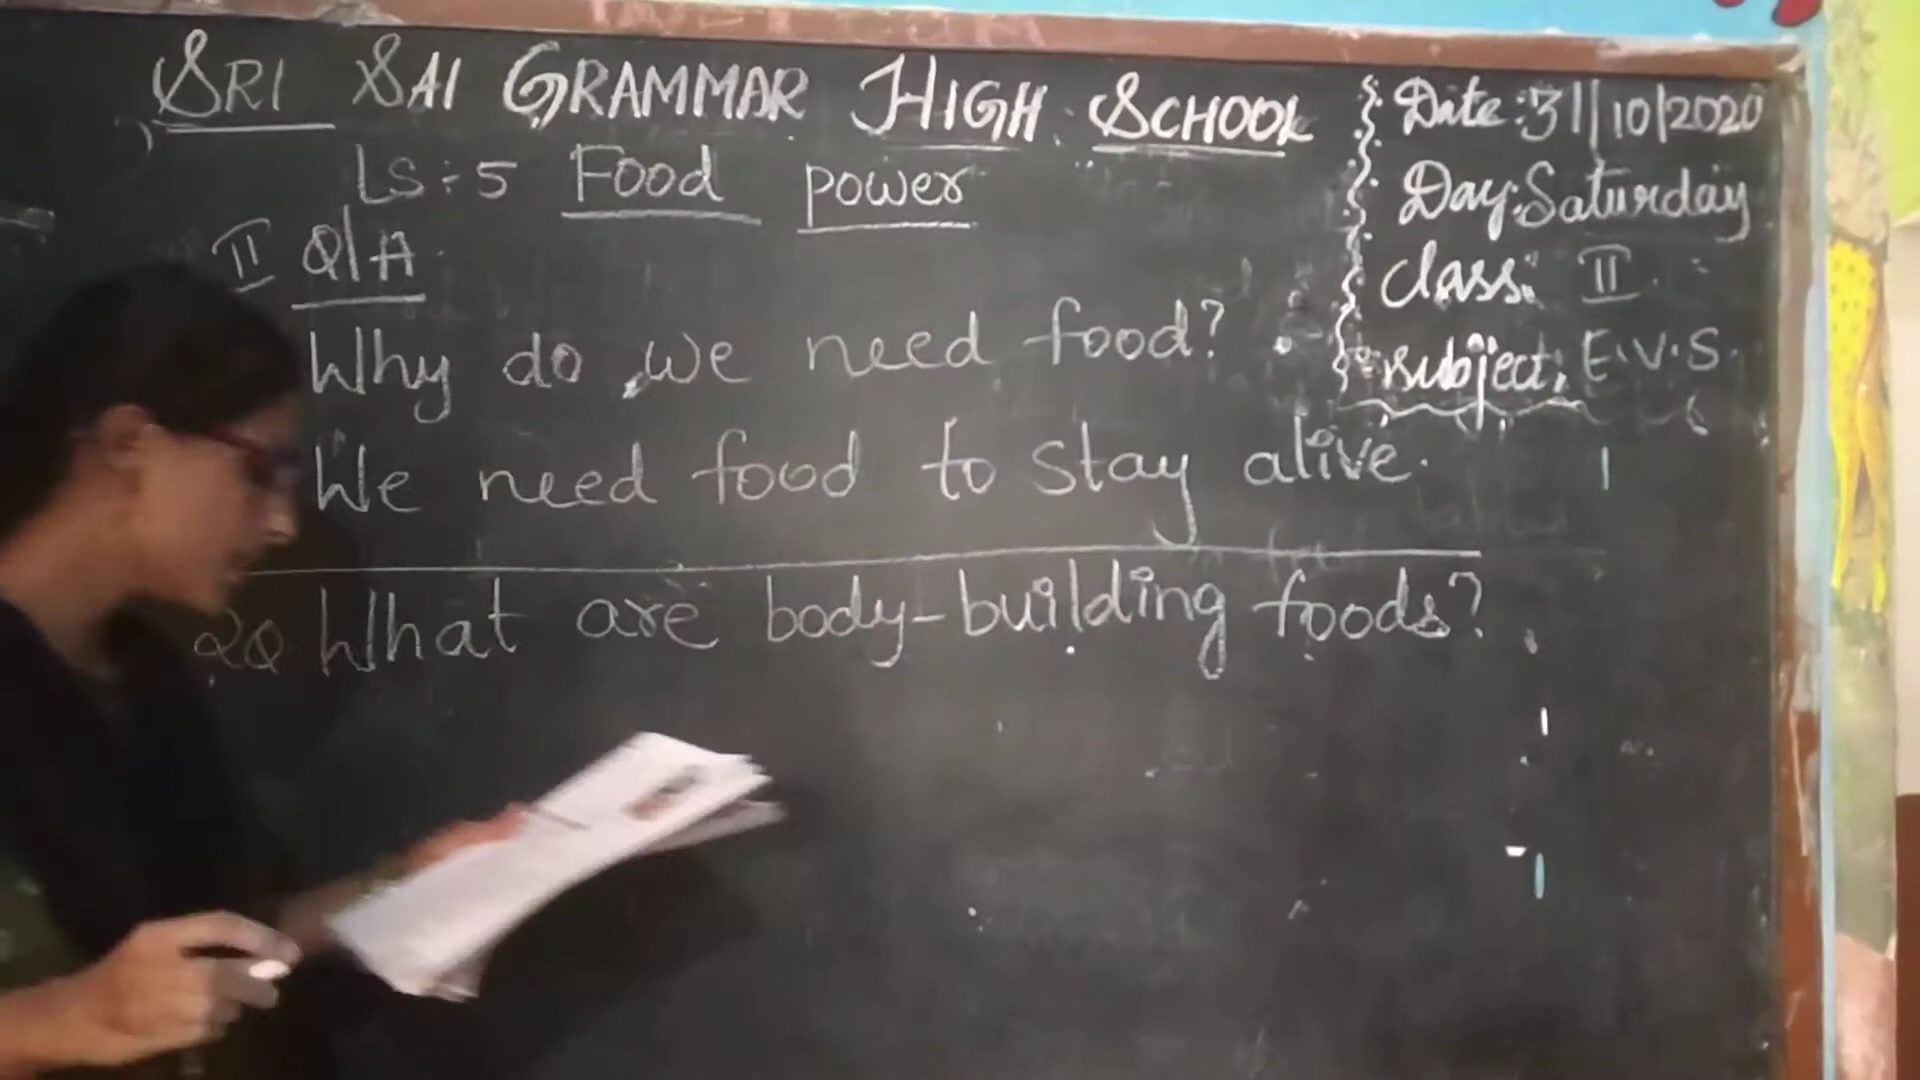 SRI SAI GRAMMAR HIGH SCHOOL
Date: 31/10/2020
Day: Saturday
Class: II
Subject: E.V.S
LS:-5 Food power
II Q/A
Why do we need food?
We need food to stay alive.
2Q What are body-building foods?